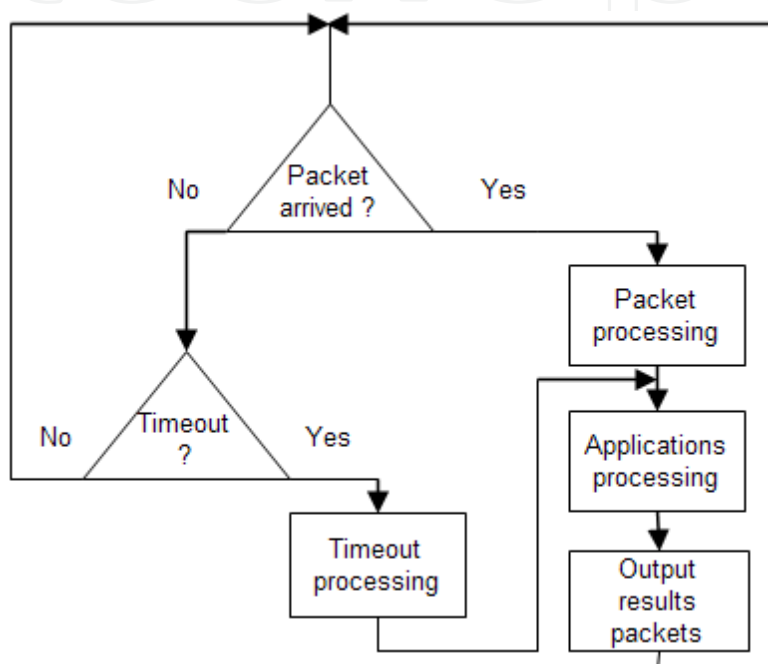 Packet
arrived ?
No
Yes
Packet
processing
Timeout
?
No
Yes
Applications
processing
Timeout
processing
Output
results
packets